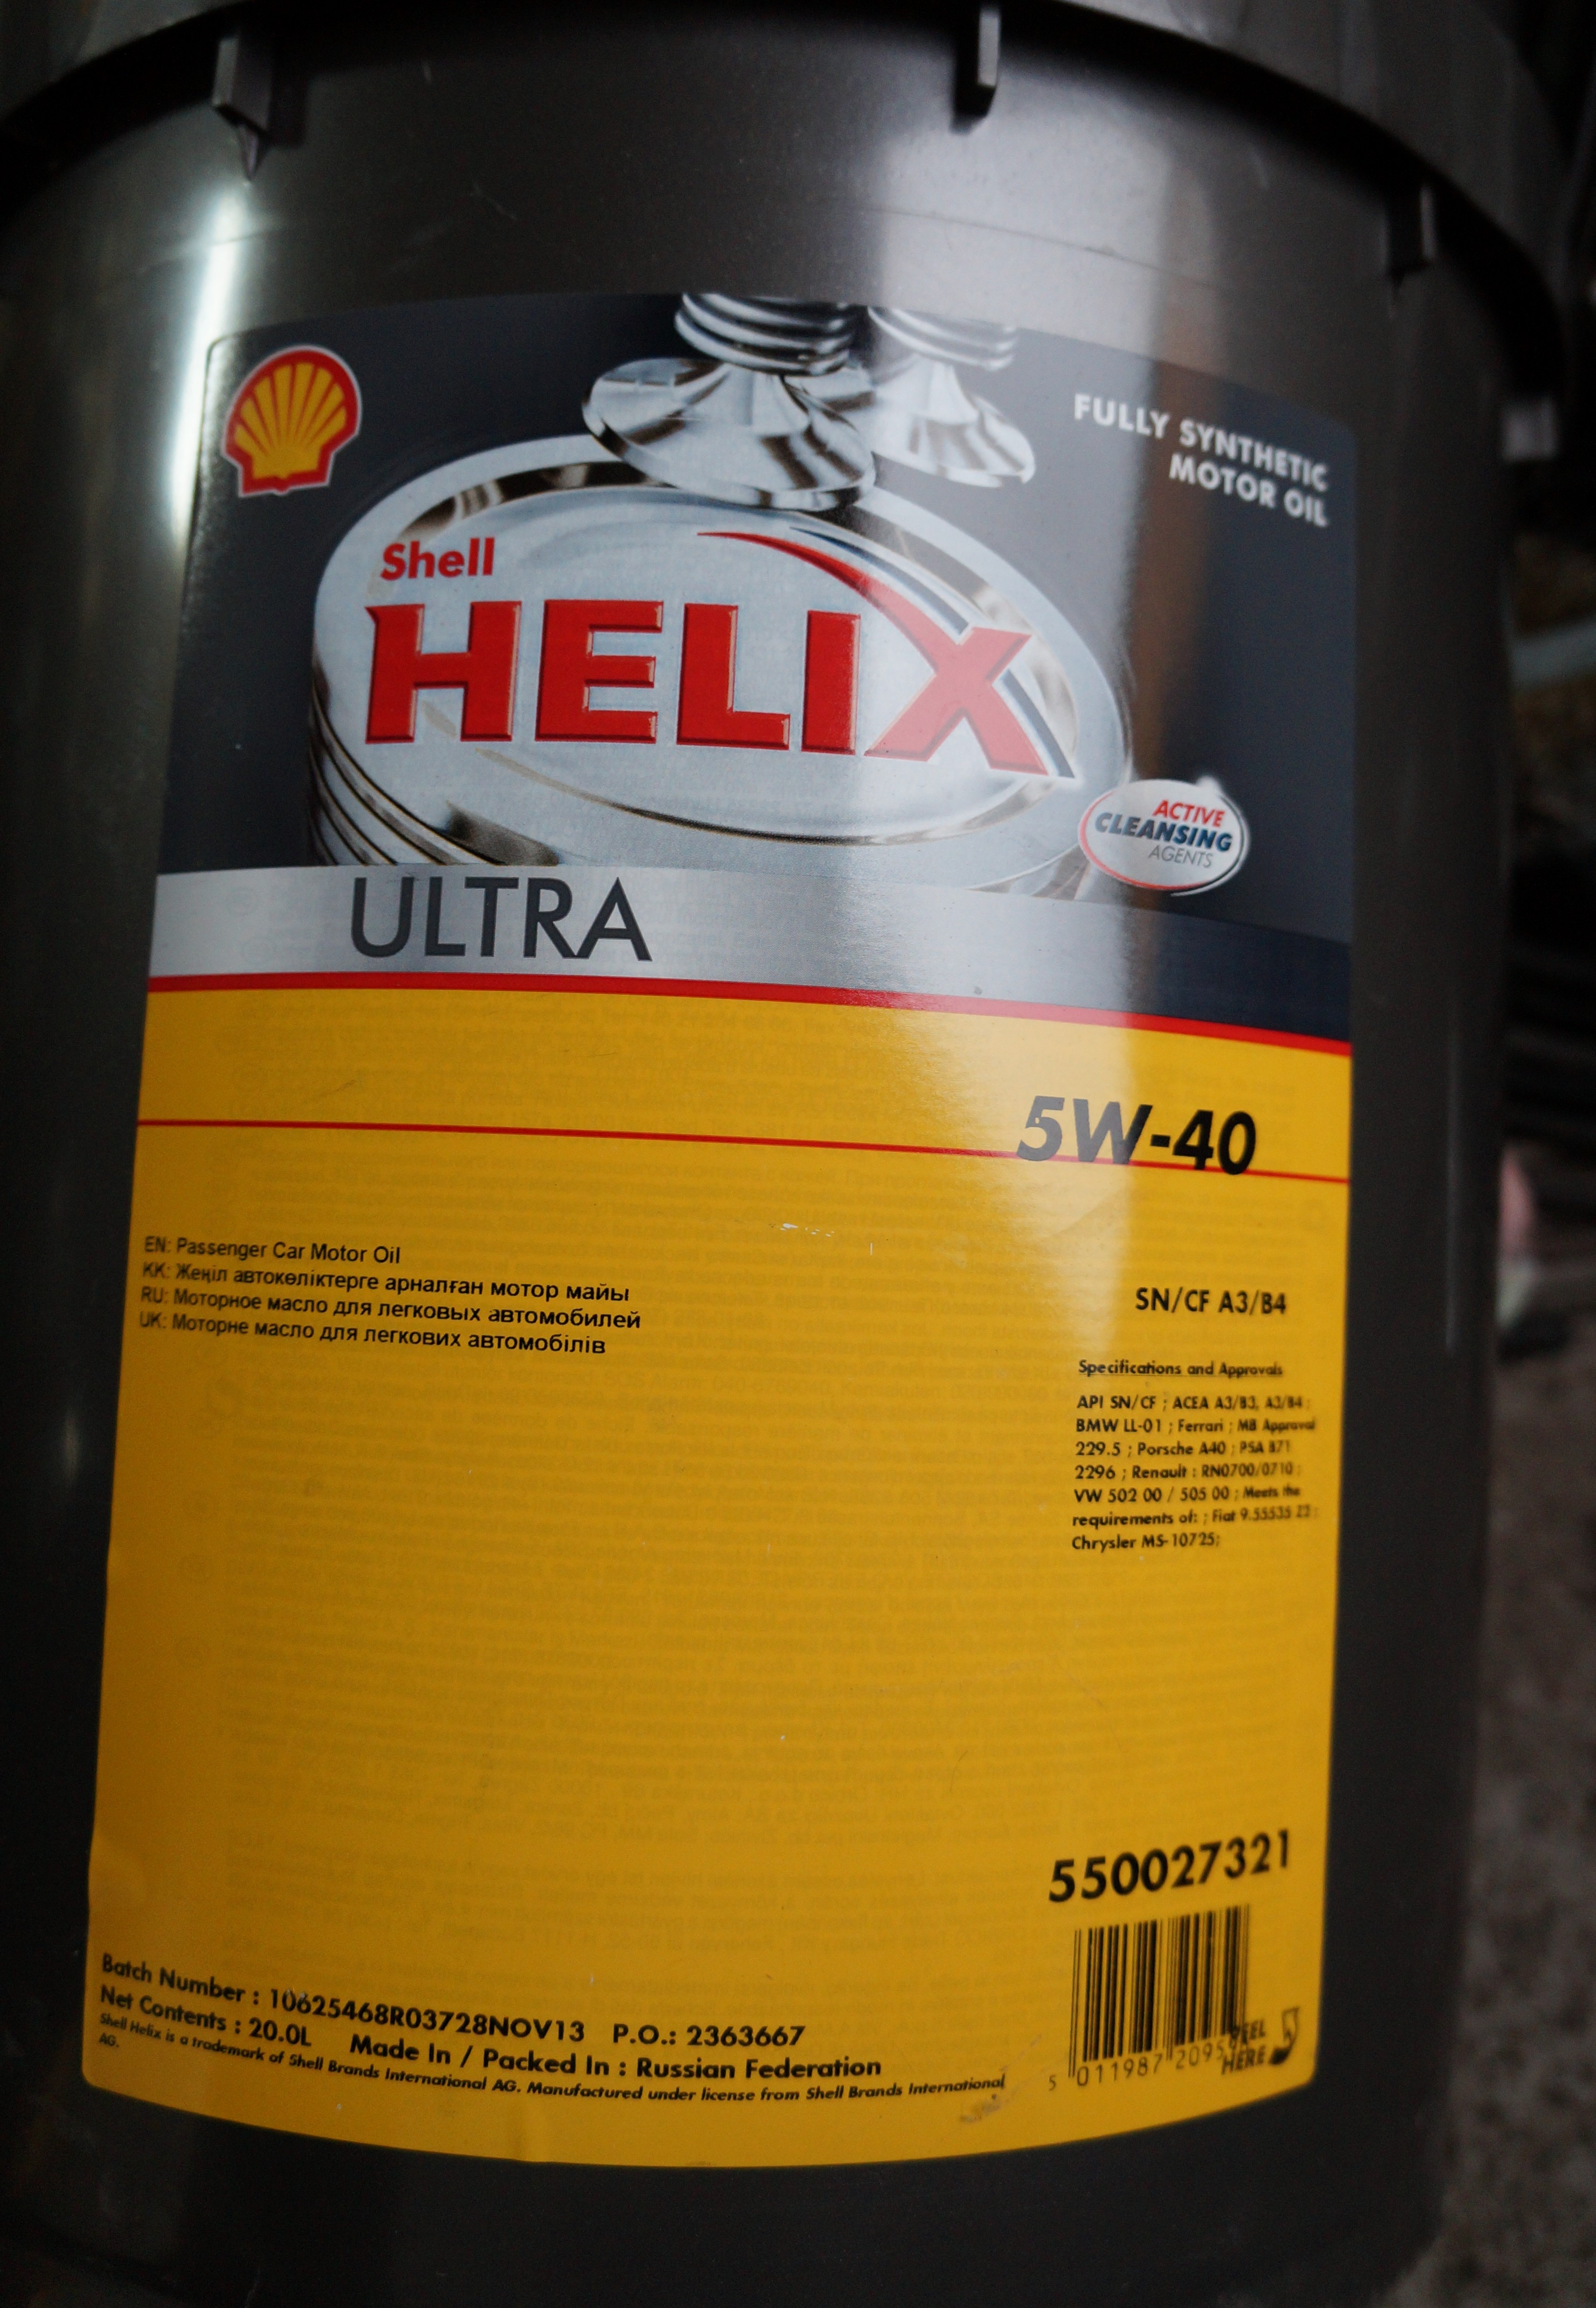 FULLY SYNTHETIC
MOTOR OIL
Shell
HELIX
ACTIVE
CLEANSING
AGENTS
ULTRA
5W-40
EN: Passenger Car Motor Oil
KK: Жеңіл автокөліктерге арналған мотор майы
RU: Моторное масло для легковых автомобилей
UK: Моторне масло для легкових автомобілів
SN/CF A3/B4
Specifications and Approvals
API SN/CF ; ACEA A3/B3, A3/B4 ;
BMW LL-01 ; Ferrari ; MB Approval
229.5 ; Porsche A40 ; PSA B71
2296 ; Renault : RN0700/0710 ;
VW 502 00 / 505 00 ; Meets the
requirements of: ; Fiat 9.55535 Z2 ;
Chrysler MS-10725;
550027321
Batch Number : 10625468R03728NOV13 P.O.: 2363667
Net Contents : 20.0L Made In / Packed In : Russian Federation
Shell Helix is a trademark of Shell Brands International AG. Manufactured under license from Shell Brands International
AG.
5 011987
PEEL
HERE